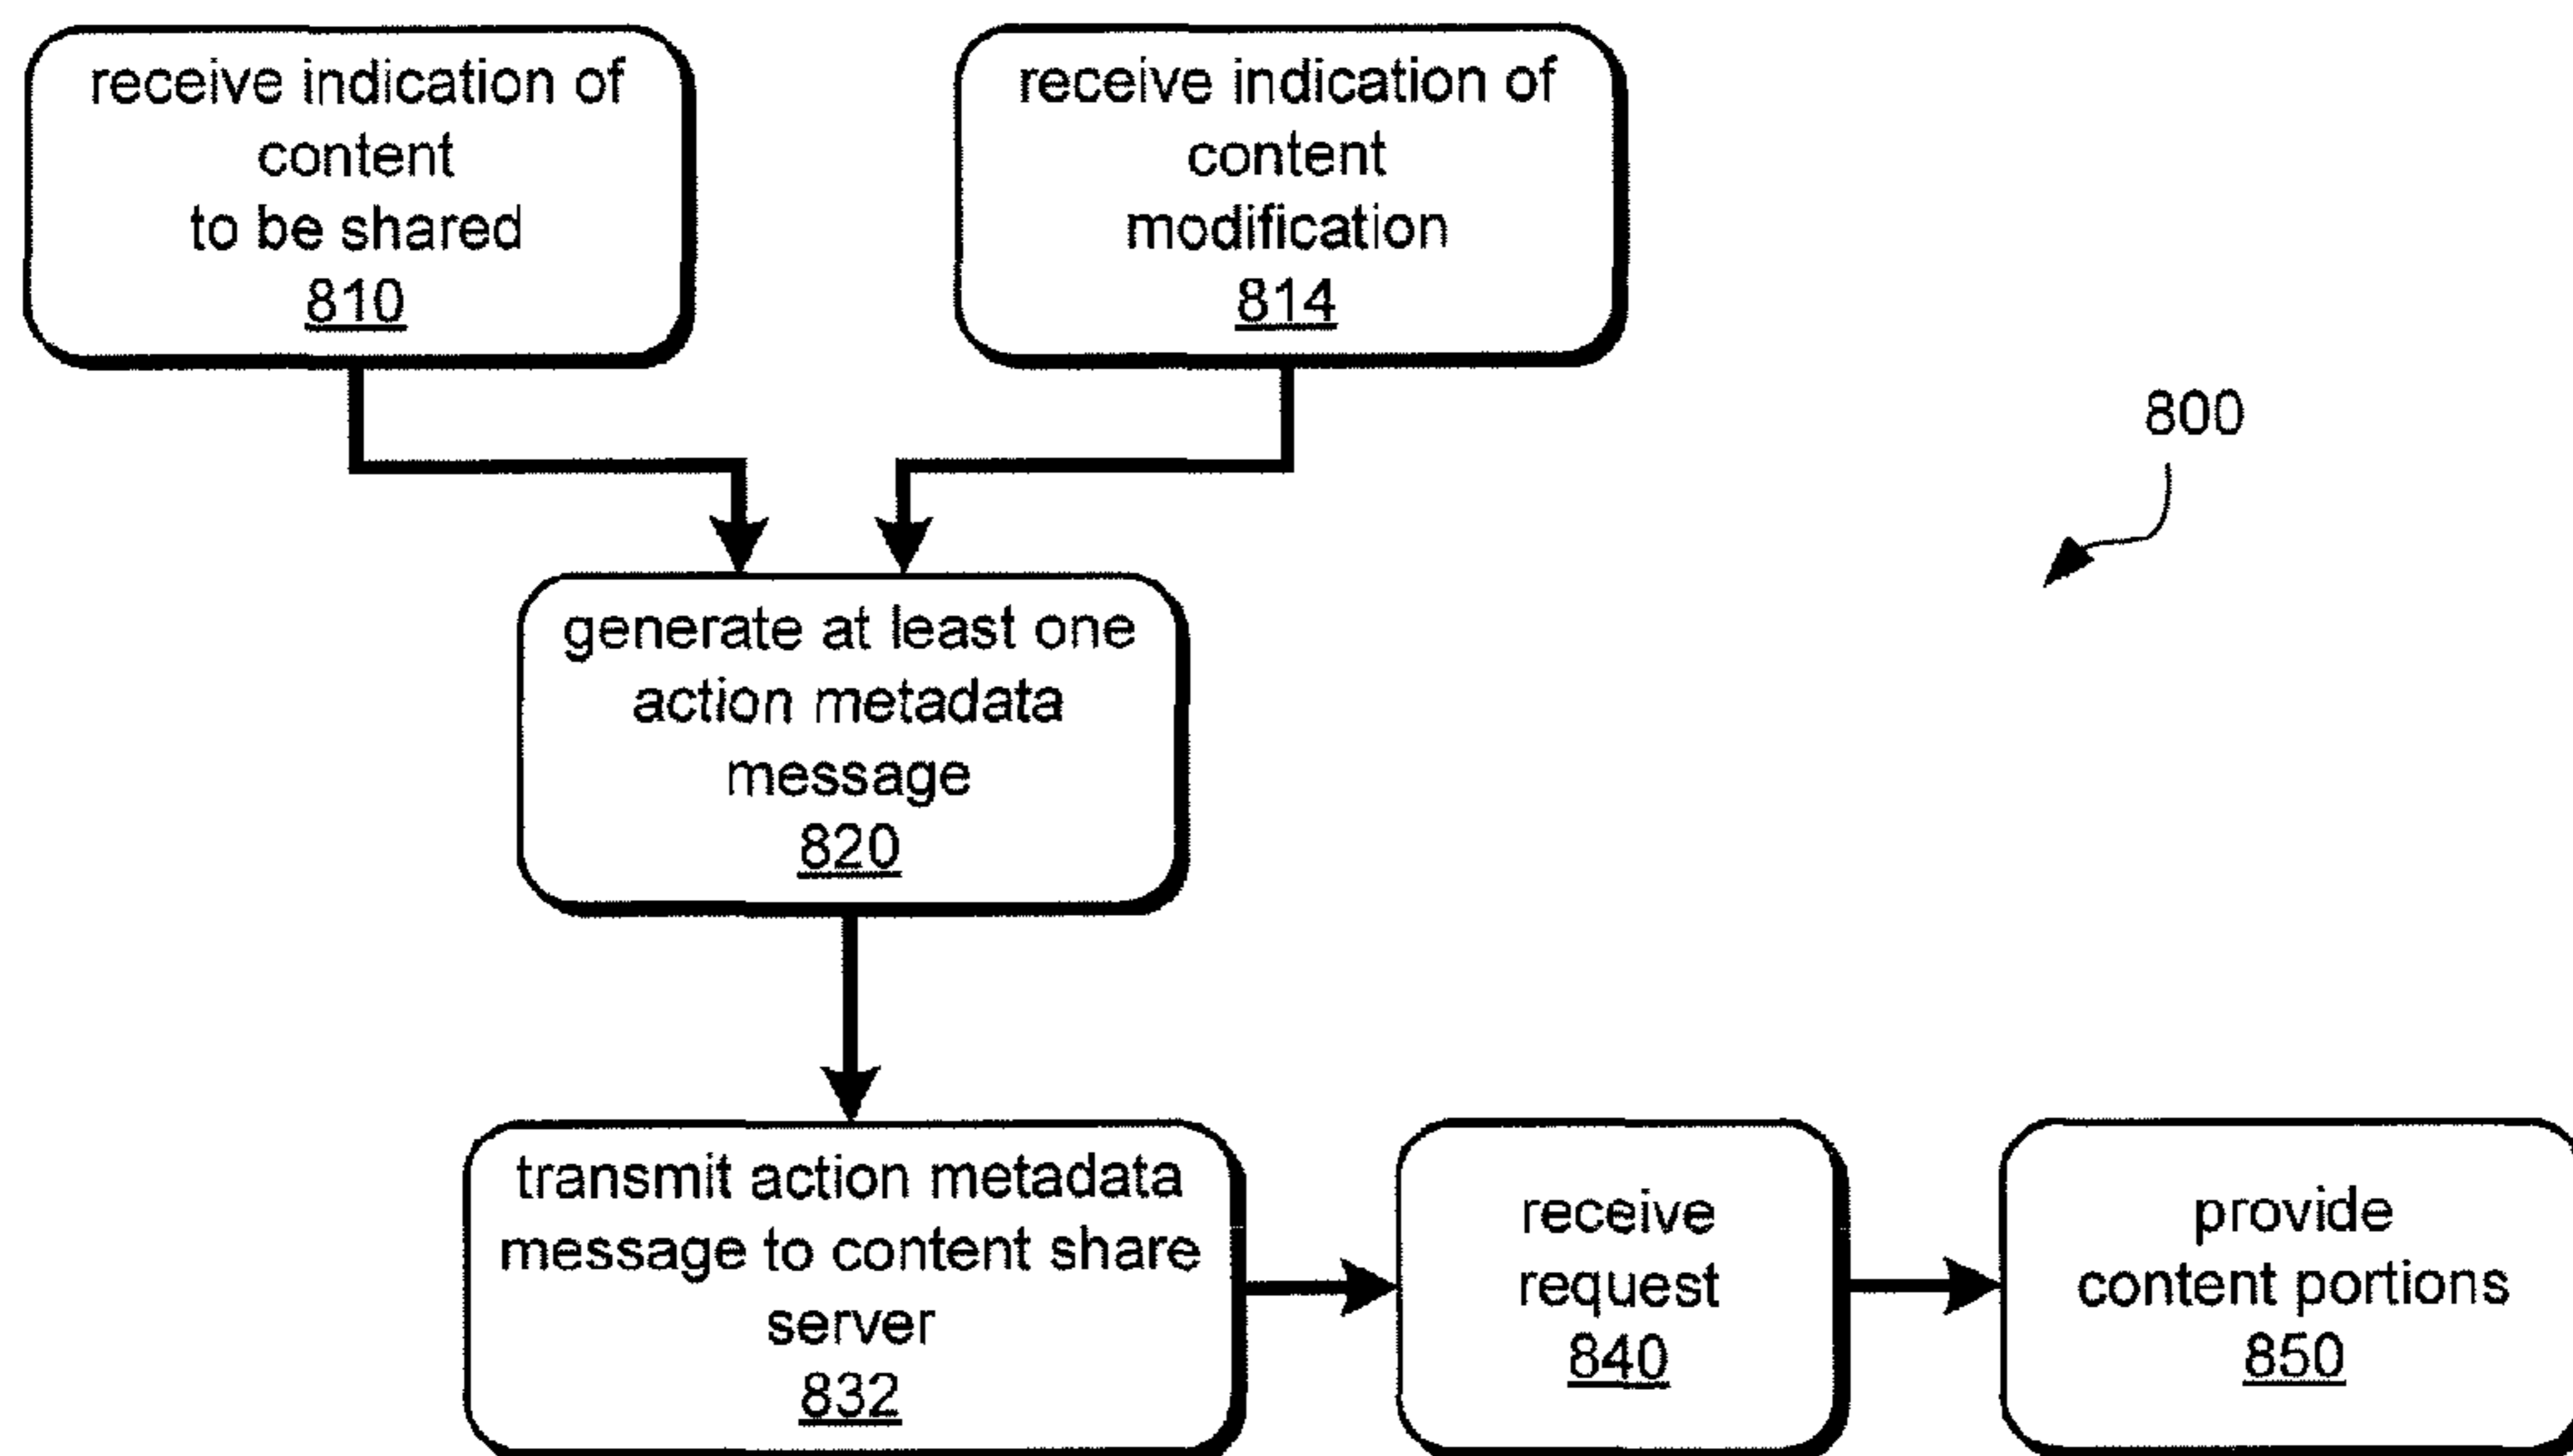 receive indication of
content
to be shared
810
receive indication of
content
modification
814
800
generate at least one
action metadata
message
820
transmit action metadata
message to content share
server
832
receive
request
840
provide
content portions
850